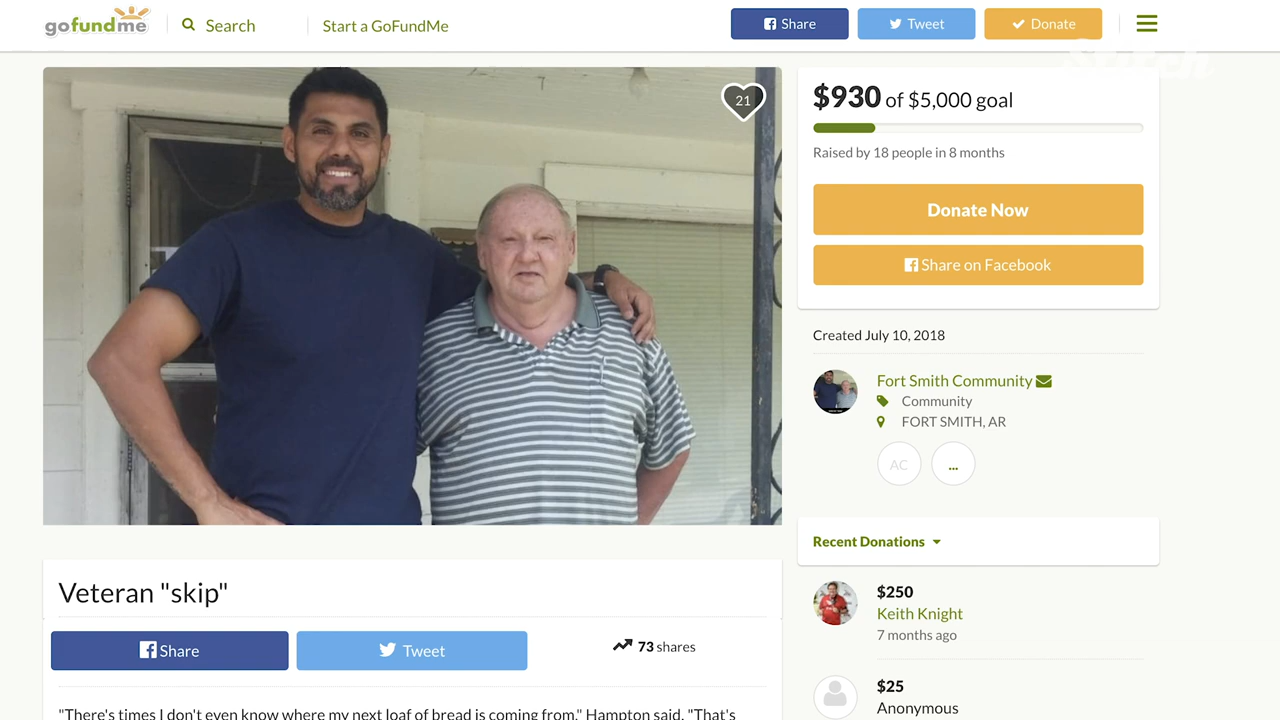 gofundme
Search
Start a GoFundMe
Share
Tweet
Donate
21
$930 of $5,000 goal
Raised by 18 people in 8 months
Donate Now
Share on Facebook
Created July 10, 2018
Fort Smith Community
Community
FORT SMITH, AR
AC
...
Recent Donations
$250
Keith Knight
7 months ago
$25
Anonymous
Veteran "skip"
Share
Tweet
73 shares
"There's times I don't even know where my next loaf of bread is coming from," Hampton said. "That's